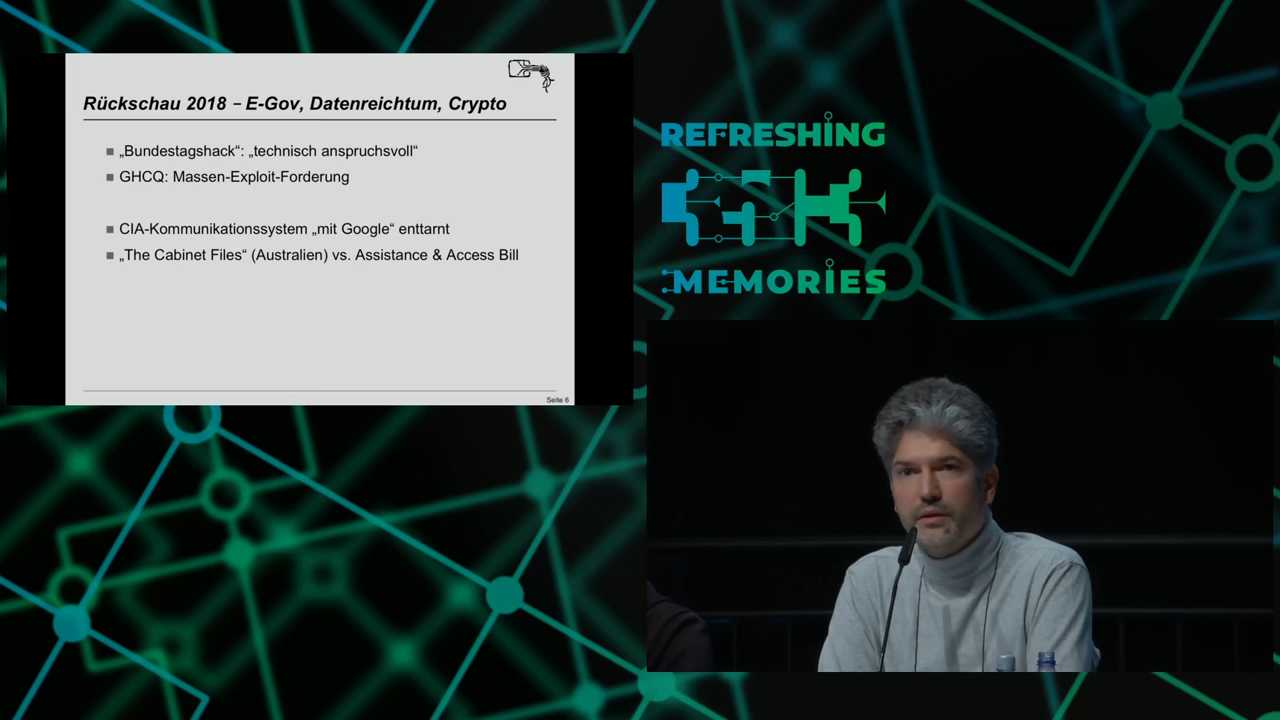 Rückschau 2018 – E-Gov, Datenreichtum, Crypto
„Bundestagshack“: „technisch anspruchsvoll“
GHCQ: Massen-Exploit-Forderung
CIA-Kommunikationssystem „mit Google“ enttarnt
„The Cabinet Files“ (Australien) vs. Assistance & Access Bill
Seite 6
REFRESHING
MEMORIES